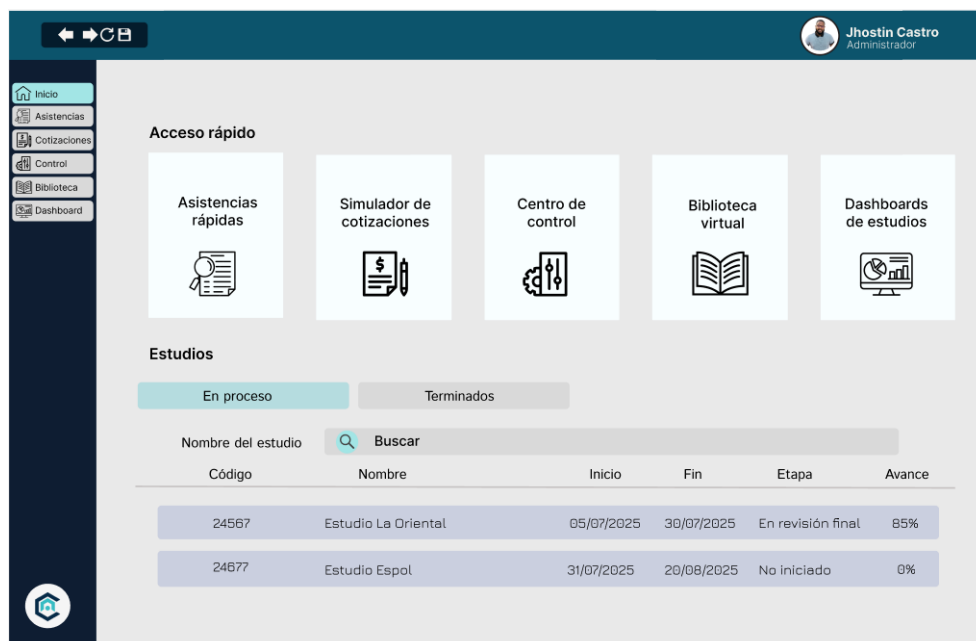 Jhostin Castro
Administrador
Inicio
Asistencias
Cotizaciones
Control
Biblioteca
Dashboard
Acceso rápido
Asistencias
rápidas
Simulador de
cotizaciones
$
Centro de
control
Biblioteca
virtual
Dashboards
de estudios
Estudios
En proceso Terminados
Nombre del estudio Buscar
Código Nombre Inicio Fin Etapa Avance
24567 Estudio La Oriental 05/07/2025 30/07/2025 En revisión final 85%
24677 Estudio Espol 31/07/2025 20/08/2025 No iniciado 0%